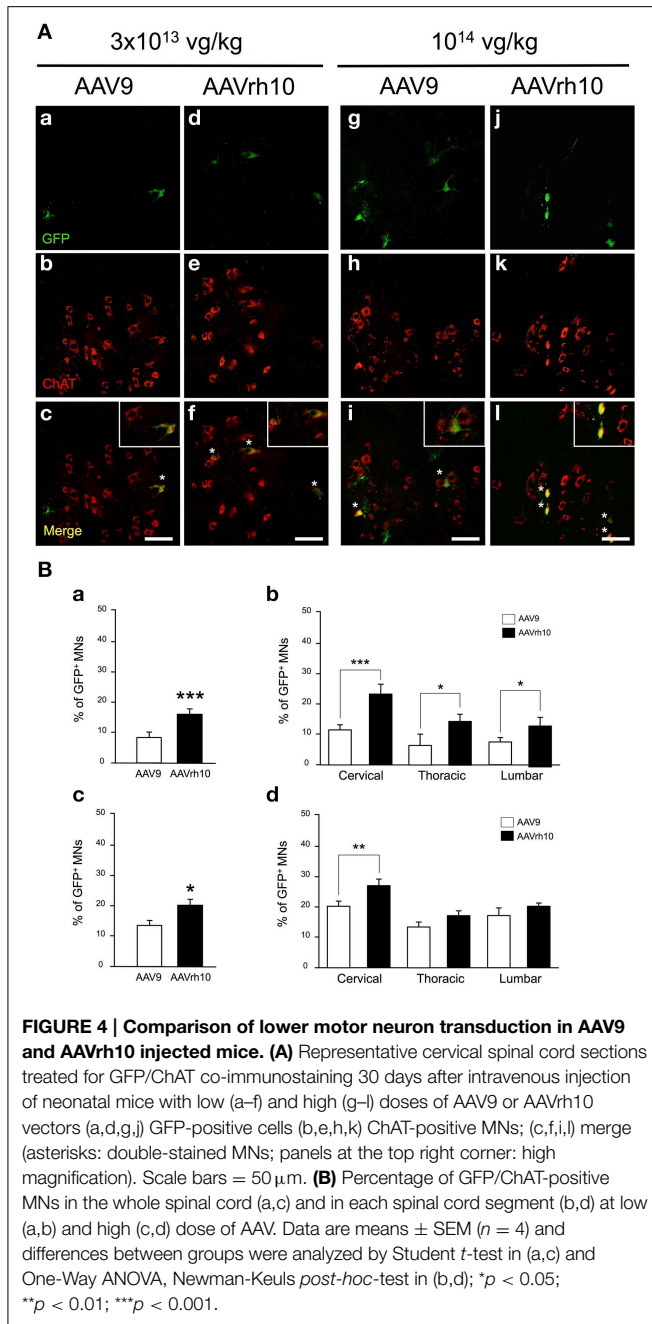 A
3x10¹³ vg/kg 10¹⁴ vg/kg
AAV9 AAVrh10 AAV9 AAVrh10
a d g j
GFP
b e h k
ChAT
c f i l
* * * * * * * * * *
Merge
B
a
% of GFP⁺ MNs
50
40
30
20
10
0
***
AAV9 AAVrh10
b
% of GFP⁺ MNs
50
40
30
20
10
0
AAV9
AAVrh10
*** * *
Cervical Thoracic Lumbar
c
% of GFP⁺ MNs
50
40
30
20
10
0
*
AAV9 AAVrh10
d
% of GFP⁺ MNs
50
40
30
20
10
0
AAV9
AAVrh10
**
Cervical Thoracic Lumbar
FIGURE 4 | Comparison of lower motor neuron transduction in AAV9
and AAVrh10 injected mice. (A) Representative cervical spinal cord sections
treated for GFP/ChAT co-immunostaining 30 days after intravenous injection
of neonatal mice with low (a–f) and high (g–l) doses of AAV9 or AAVrh10
vectors (a,d,g,j) GFP-positive cells (b,e,h,k) ChAT-positive MNs; (c,f,i,l) merge
(asterisks: double-stained MNs; panels at the top right corner: high
magnification). Scale bars = 50 µm. (B) Percentage of GFP/ChAT-positive
MNs in the whole spinal cord (a,c) and in each spinal cord segment (b,d) at low
(a,b) and high (c,d) dose of AAV. Data are means ± SEM (n = 4) and
differences between groups were analyzed by Student t-test in (a,c) and
One-Way ANOVA, Newman-Keuls post-hoc-test in (b,d); *p < 0.05;
**p < 0.01; ***p < 0.001.